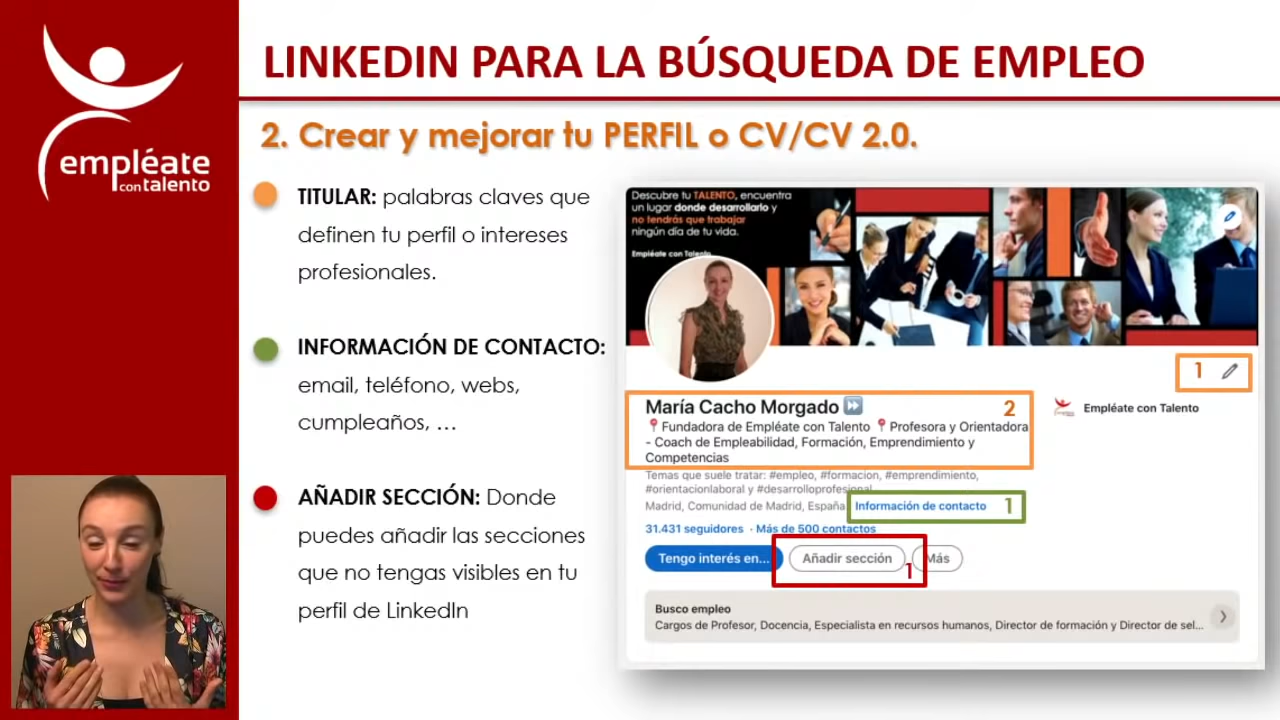 LINKEDIN PARA LA BÚSQUEDA DE EMPLEO
empléate
con talento
2. Crear y mejorar tu PERFIL o CV/CV 2.0.
TITULAR: palabras claves que
definen tu perfil o intereses
profesionales.
INFORMACIÓN DE CONTACTO:
email, teléfono, webs,
cumpleaños, ...
AÑADIR SECCIÓN: Donde
puedes añadir las secciones
que no tengas visibles en tu
perfil de LinkedIn
Descubre tu TALENTO, encuentra
un lugar donde desarrollarlo y
no tendrás que trabajar
ningún día de tu vida.
Empléate con Talento
1
María Cacho Morgado
2
Fundadora de Empléate con Talento Profesora y Orientadora
- Coach de Empleabilidad, Formación, Emprendimiento y
Competencias
Empléate con Talento
Temas que suele tratar: #empleo, #formacion, #emprendimiento,
#orientacionlaboral y #desarrolloprofesional
Madrid, Comunidad de Madrid, España
Información de contacto 1
31.431 seguidores · Más de 500 contactos
Tengo interés en...
Añadir sección
1
Más
Busco empleo
Cargos de Profesor, Docencia, Especialista en recursos humanos, Director de formación y Director de sel...